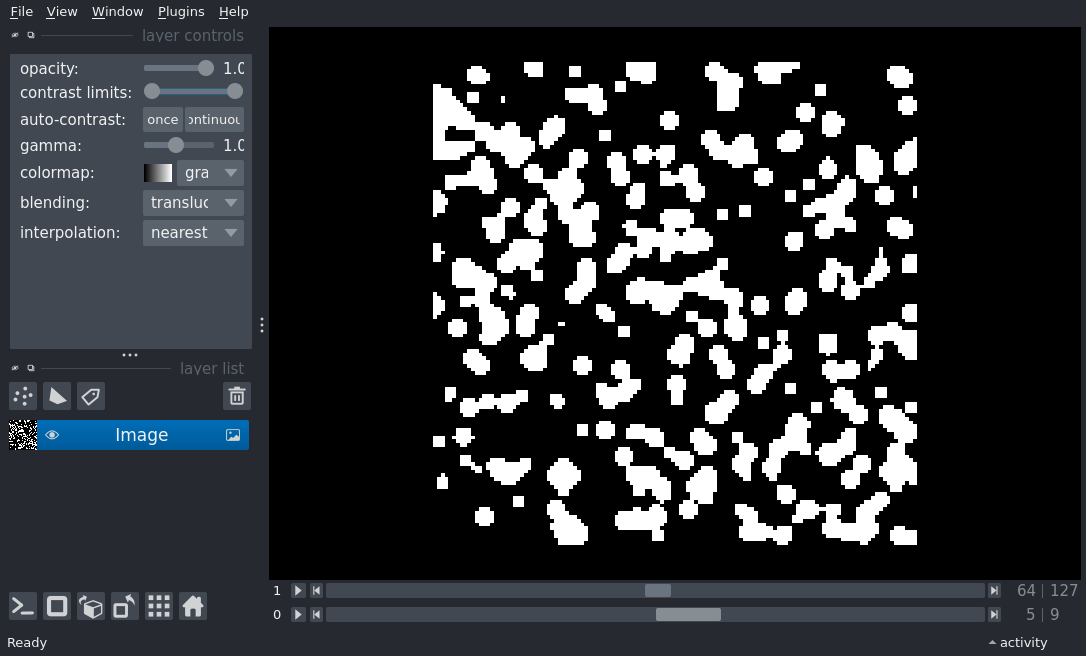 File View Window Plugins Help
layer controls
opacity: 1.0
contrast limits:
auto-contrast: once ontinuou
gamma: 1.0
colormap: gra
blending: transluc
interpolation: nearest
layer list
Image
1 64 127
0 5 9
Ready activity